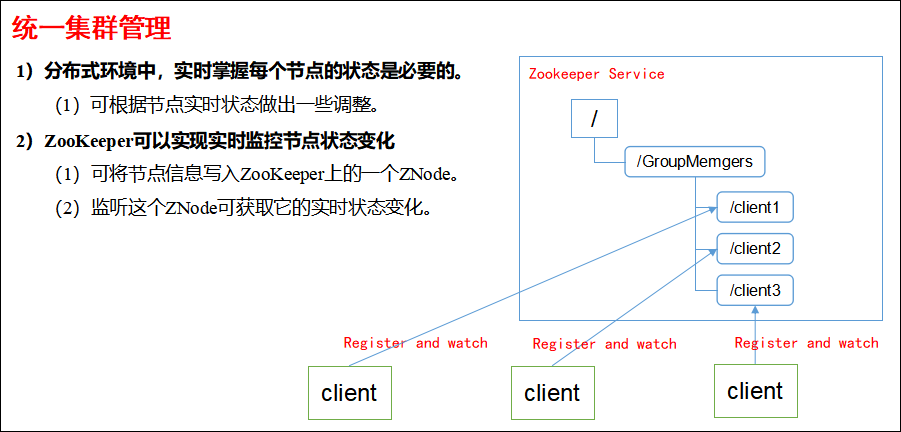 统一集群管理
1）分布式环境中，实时掌握每个节点的状态是必要的。
（1）可根据节点实时状态做出一些调整。
2）ZooKeeper可以实现实时监控节点状态变化
（1）可将节点信息写入ZooKeeper上的一个ZNode。
（2）监听这个ZNode可获取它的实时状态变化。
Zookeeper Service
/
/GroupMemgers
/client1
/client2
/client3
Register and watch
Register and watch
Register and watch
client
client
client